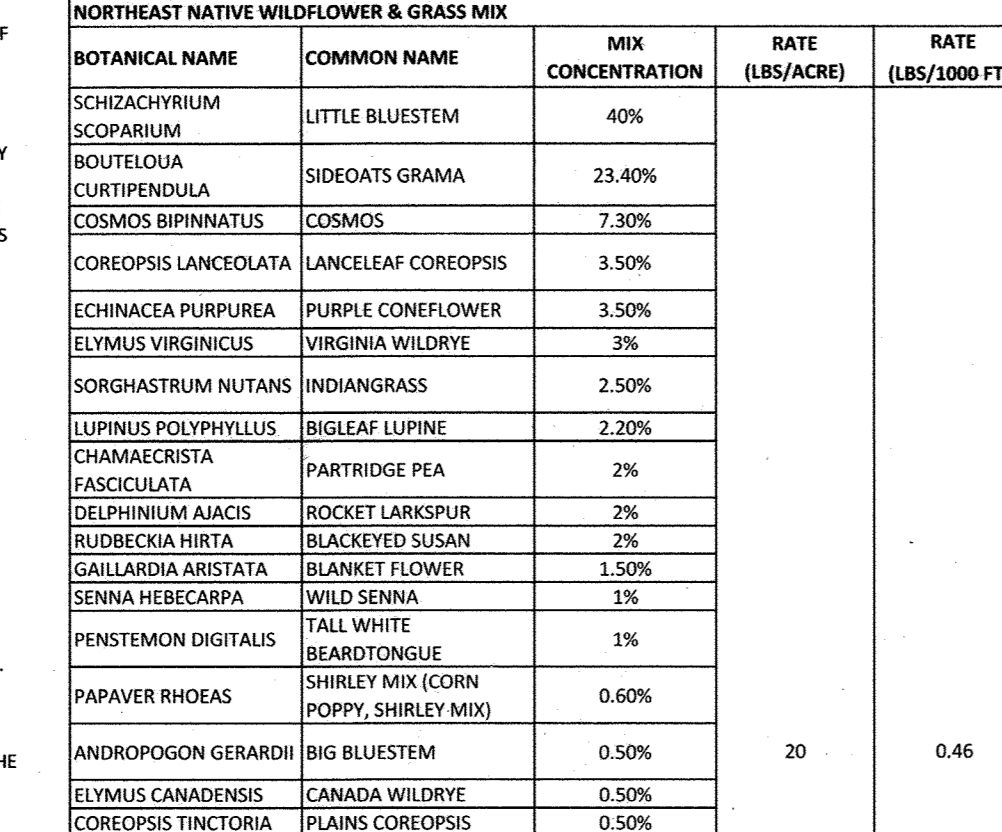 NORTHEAST NATIVE WILDFLOWER & GRASS MIX
BOTANICAL NAME COMMON NAME MIX CONCENTRATION RATE (LBS/ACRE) RATE (LBS/1000 FT
SCHIZACHYRIUM SCOPARIUM LITTLE BLUESTEM 40%
BOUTELOUA CURTIPENDULA SIDEOATS GRAMA 23.40%
COSMOS BIPINNATUS COSMOS 7.30%
COREOPSIS LANCEOLATA LANCELEAF COREOPSIS 3.50%
ECHINACEA PURPUREA PURPLE CONEFLOWER 3.50%
ELYMUS VIRGINICUS VIRGINIA WILDRYE 3%
SORGHASTRUM NUTANS INDIANGRASS 2.50%
LUPINUS POLYPHYLLUS BIGLEAF LUPINE 2.20%
CHAMAECRISTA FASCICULATA PARTRIDGE PEA 2%
DELPHINIUM AJACIS ROCKET LARKSPUR 2%
RUDBECKIA HIRTA BLACKEYED SUSAN 2%
GAILLARDIA ARISTATA BLANKET FLOWER 1.50%
SENNA HEBECARPA WILD SENNA 1%
PENSTEMON DIGITALIS TALL WHITE BEARDTONGUE 1%
PAPAVER RHOEAS SHIRLEY MIX (CORN POPPY, SHIRLEY MIX) 0.60%
ANDROPOGON GERARDII BIG BLUESTEM 0.50% 20 0.46
ELYMUS CANADENSIS CANADA WILDRYE 0.50%
COREOPSIS TINCTORIA PLAINS COREOPSIS 0.50%